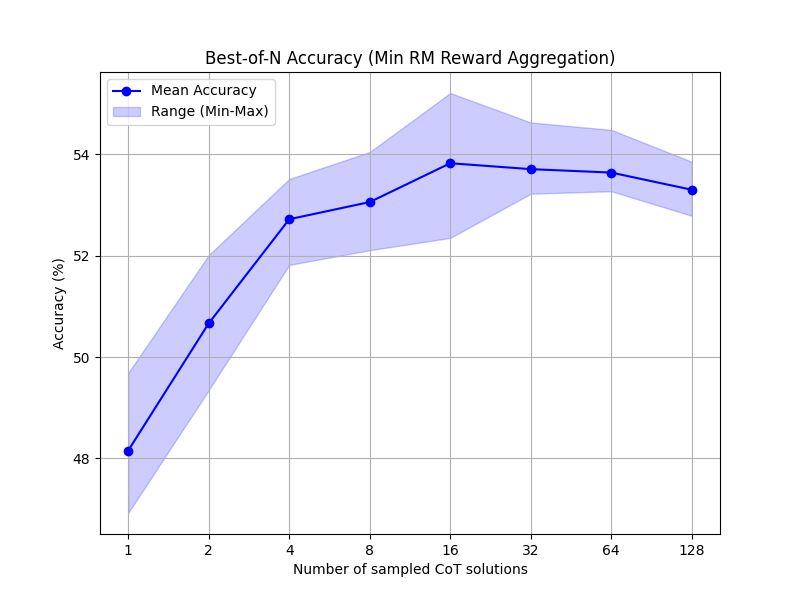 Best-of-N Accuracy (Min RM Reward Aggregation)
Mean Accuracy
Range (Min-Max)
Accuracy (%)
54
52
50
48
1 2 4 8 16 32 64 128
Number of sampled CoT solutions